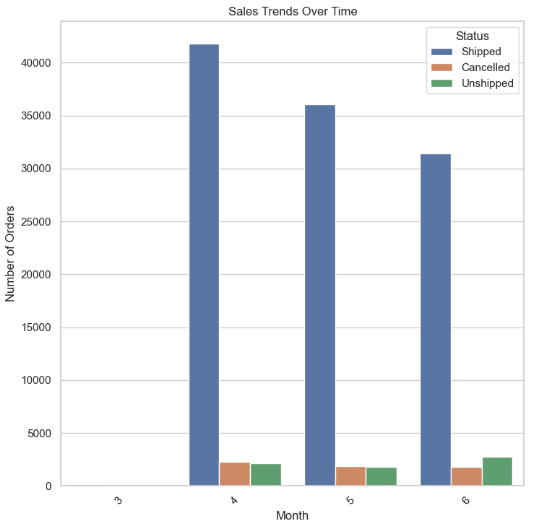 Sales Trends Over Time
Status
Shipped
Cancelled
Unshipped
Number of Orders
40000
35000
30000
25000
20000
15000
10000
5000
0
3
4
5
6
Month